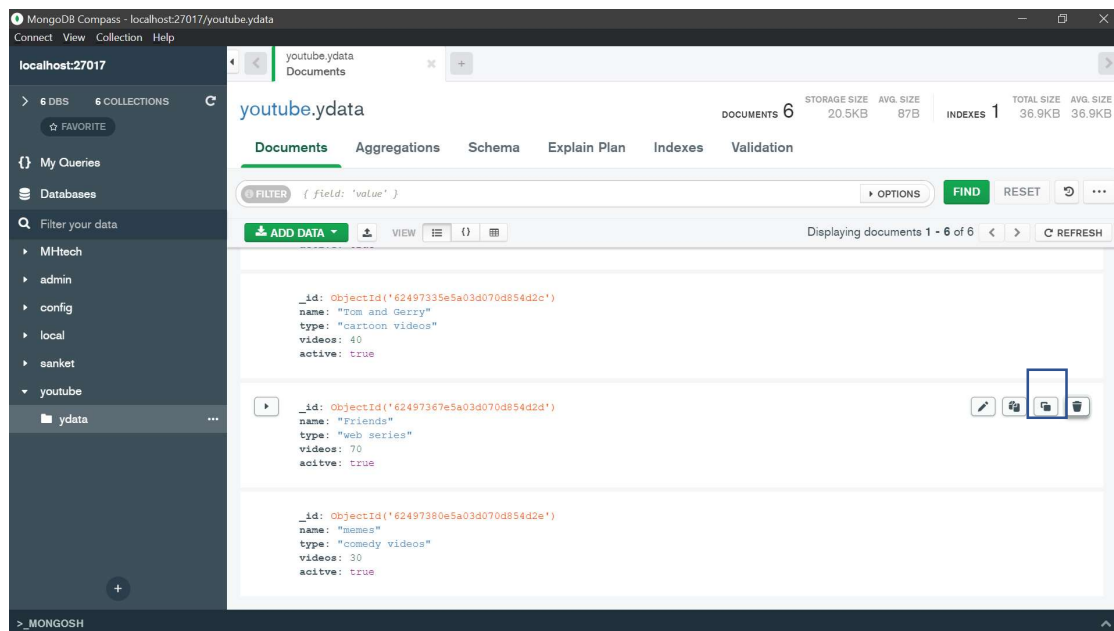 MongoDB Compass - localhost:27017/youtube.ydata
Connect View Collection Help
localhost:27017
6 DBS 6 COLLECTIONS
FAVORITE
{} My Queries
Databases
Filter your data
MHtech
admin
config
local
sanket
youtube
ydata
>_MONGOSH
youtube.ydata
Documents
youtube.ydata
DOCUMENTS 6
STORAGE SIZE 20.5KB
AVG. SIZE 87B
INDEXES 1
TOTAL SIZE 36.9KB
AVG. SIZE 36.9KB
Documents Aggregations Schema Explain Plan Indexes Validation
FILTER { field: 'value' } OPTIONS FIND RESET
ADD DATA VIEW {} Displaying documents 1 - 6 of 6 REFRESH
_id: ObjectId('62497335e5a03d070d854d2c')
name: "Tom and Gerry"
type: "cartoon videos"
videos: 40
active: true
_id: ObjectId('62497367e5a03d070d854d2d')
name: "Friends"
type: "web series"
videos: 70
acitve: true
_id: ObjectId('62497380e5a03d070d854d2e')
name: "memes"
type: "comedy videos"
videos: 30
acitve: true